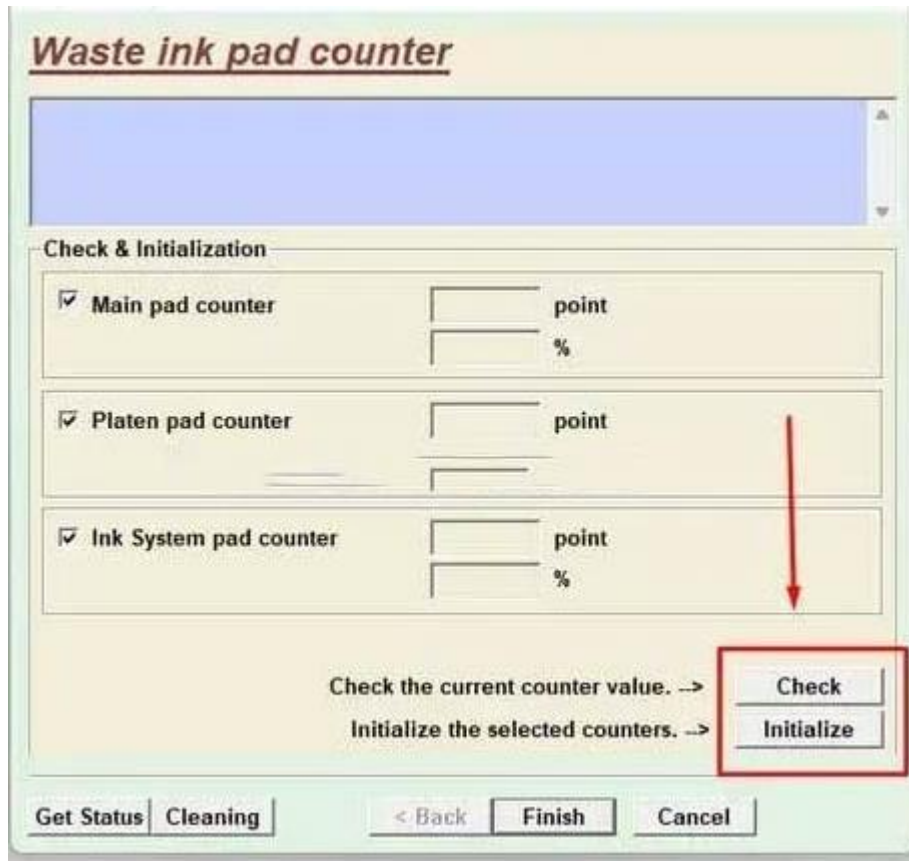 Waste ink pad counter
Check & Initialization
Main pad counter
point
%
Platen pad counter
point
Ink System pad counter
point
%
Check the current counter value. -->
Check
Initialize the selected counters. -->
Initialize
Get Status
Cleaning
< Back
Finish
Cancel